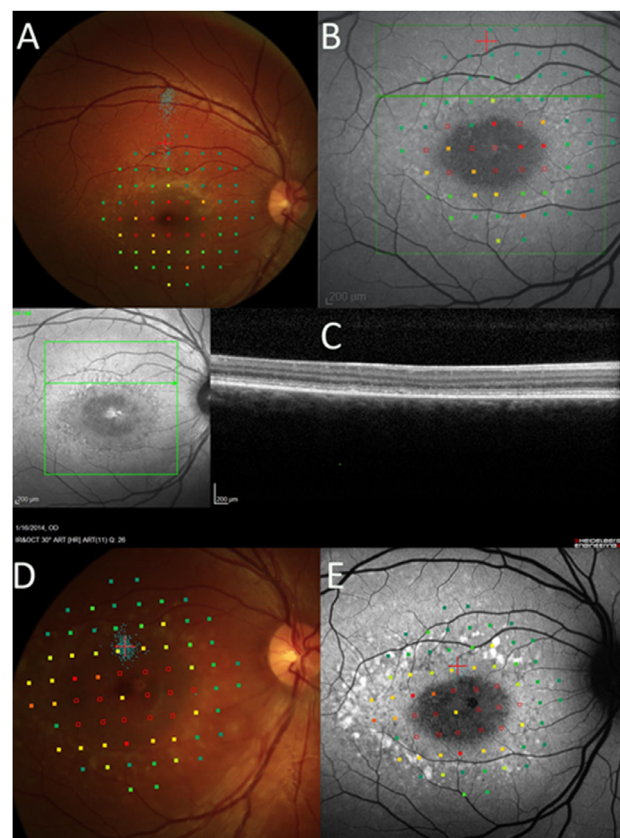 A
B
200 µm
C
200 µm
200 µm
1/16/2014, OD
IR&OCT 30° ART [HR] ART(11) Q: 26
HEIDELBERG
ENGINEERING
D
E